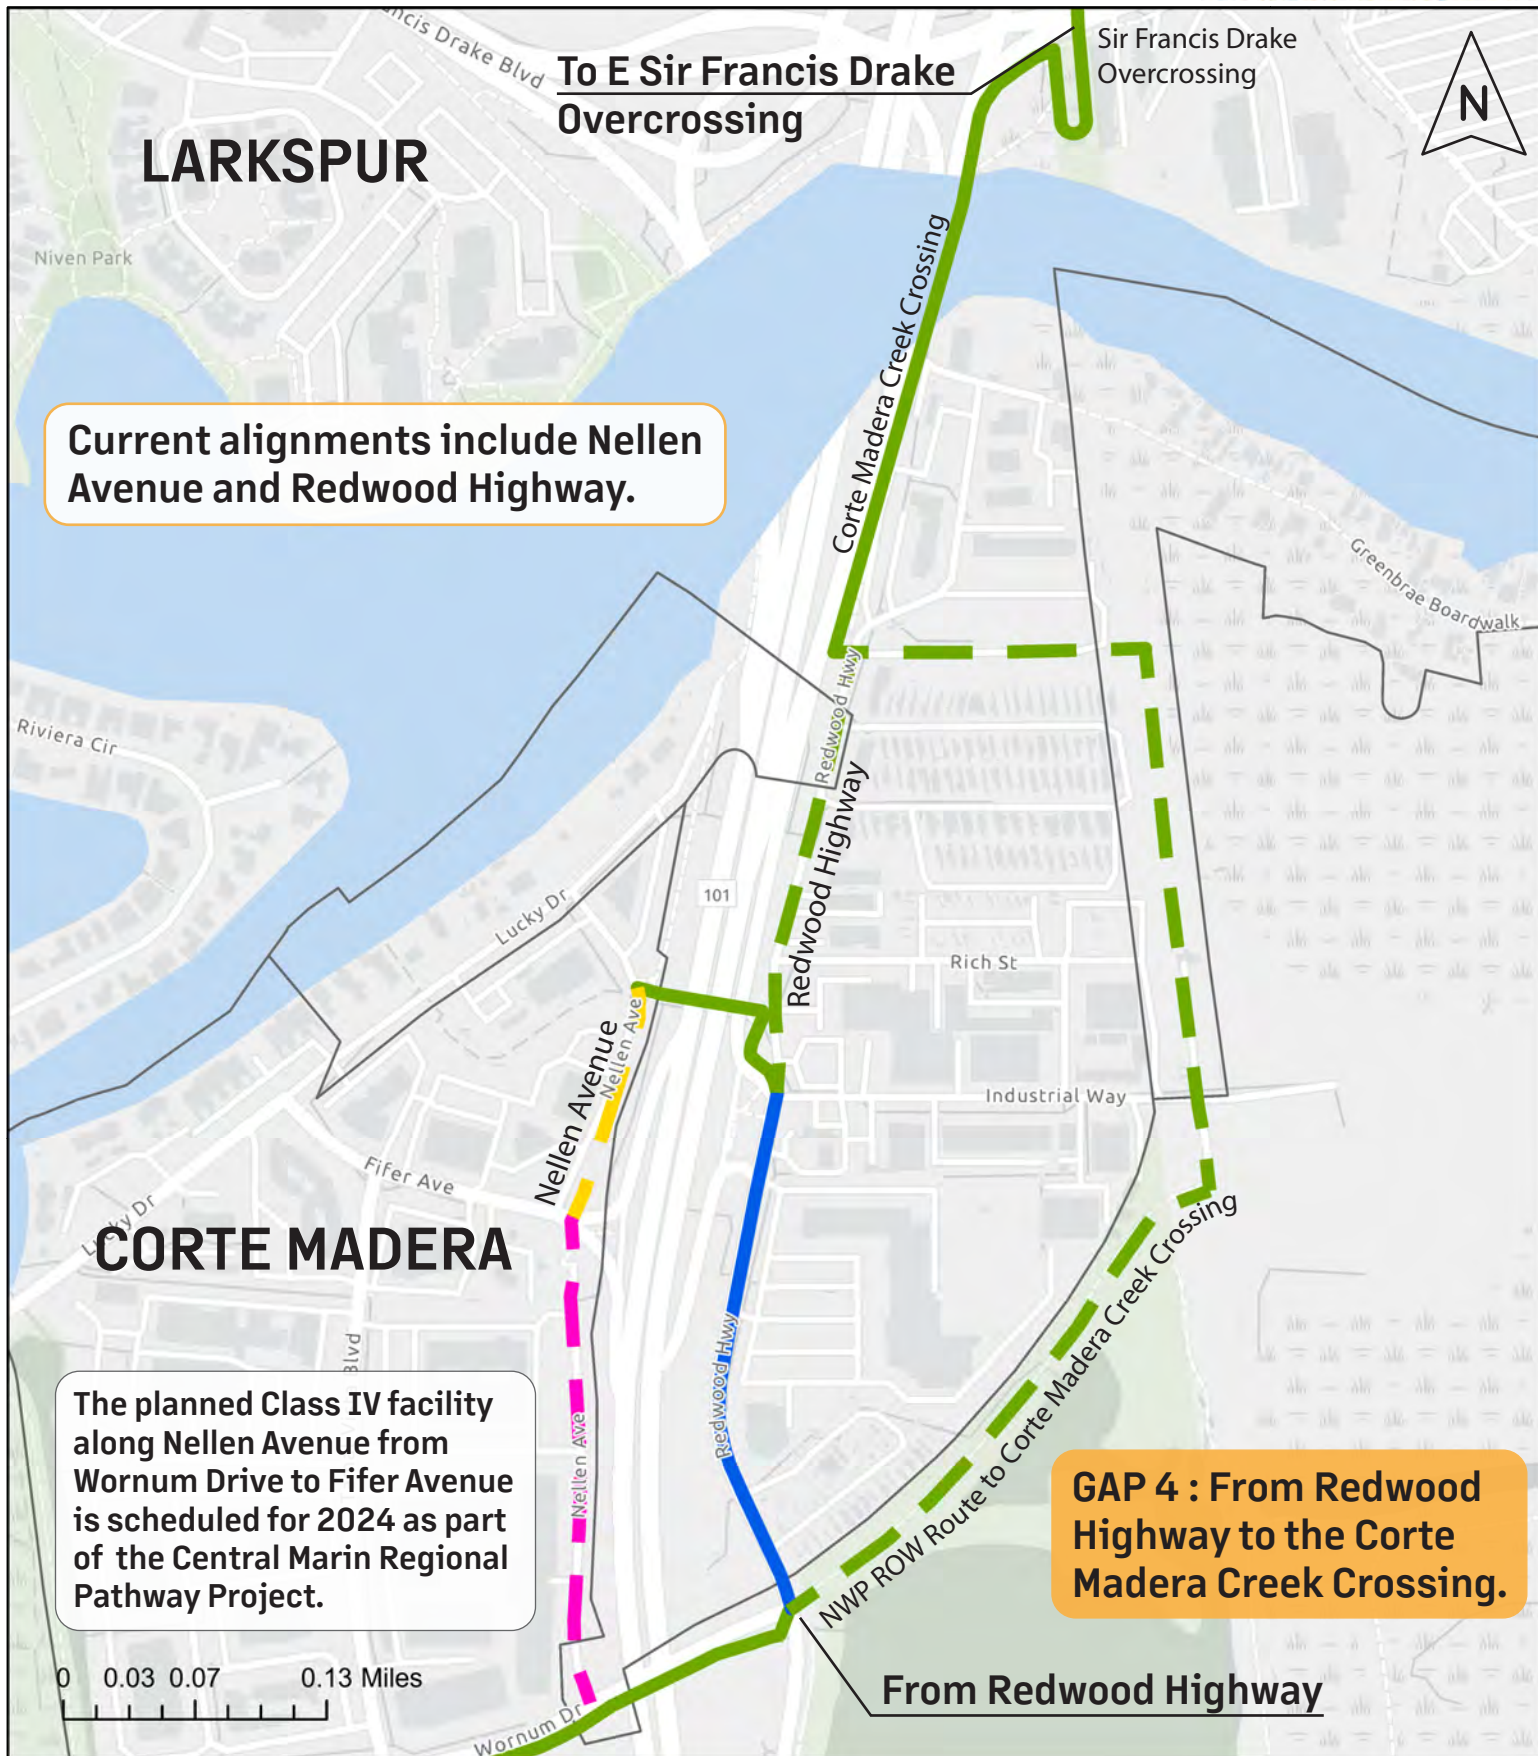 ncis Drake Blvd
To E Sir Francis Drake
Overcrossing
Sir Francis Drake
Overcrossing
N
LARKSPUR
Niven Park
Corte Madera Creek Crossing
Current alignments include Nellen
Avenue and Redwood Highway.
Greenbrae Boardwalk
Riviera Cir
Redwood Hwy
Redwood Highway
101
Lucky Dr
Rich St
Nellen Ave
Nellen Avenue
Industrial Way
Fifer Ave
Lucky Dr
CORTE MADERA
NWP ROW Route to Corte Madera Creek Crossing
Redwood Hwy
Blvd
The planned Class IV facility
along Nellen Avenue from
Wornum Drive to Fifer Avenue
is scheduled for 2024 as part
of the Central Marin Regional
Pathway Project.
Nellen Ave
GAP 4 : From Redwood
Highway to the Corte
Madera Creek Crossing.
0 0.03 0.07 0.13 Miles
From Redwood Highway
Wornum Dr